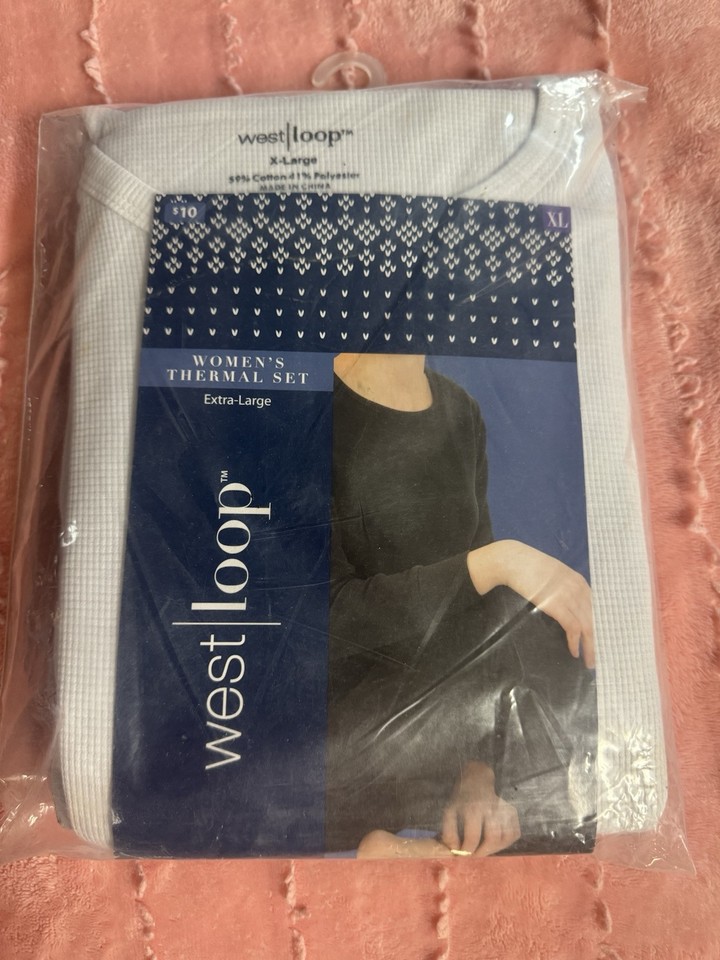 west|loop™
X-Large
59% Cotton 41% Polyester
MADE IN CHINA
$10
XL
WOMEN'S
THERMAL SET
Extra-Large
west|loop™